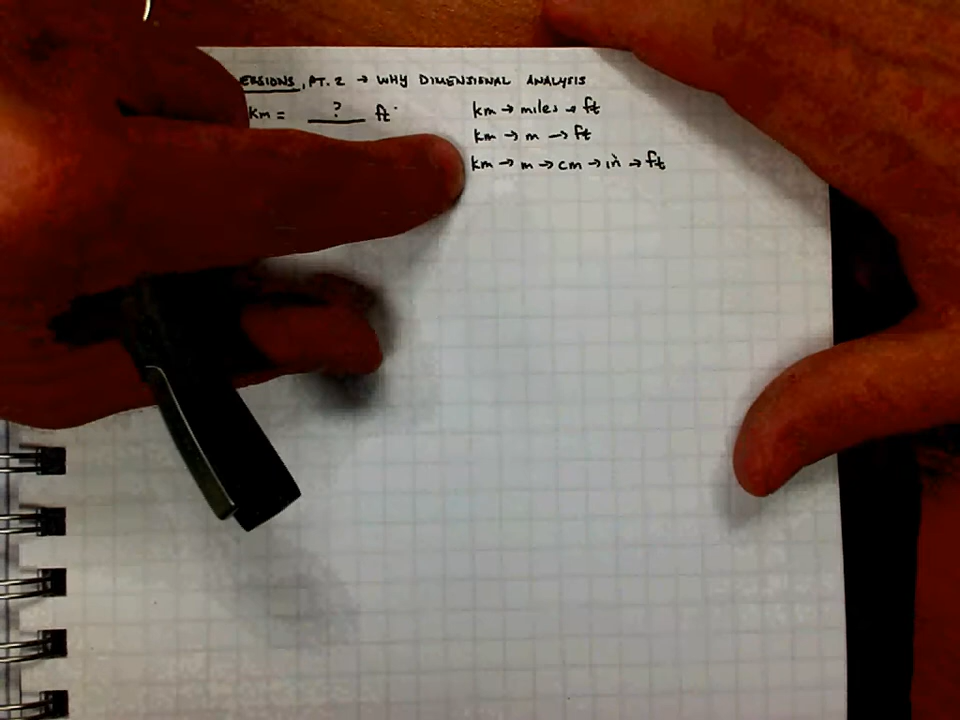 ERSIONS, PT. 2 → WHY DIMENSIONAL ANALYSIS
km = ? ft
km → miles → ft
km → m → ft
km → m → cm → in → ft